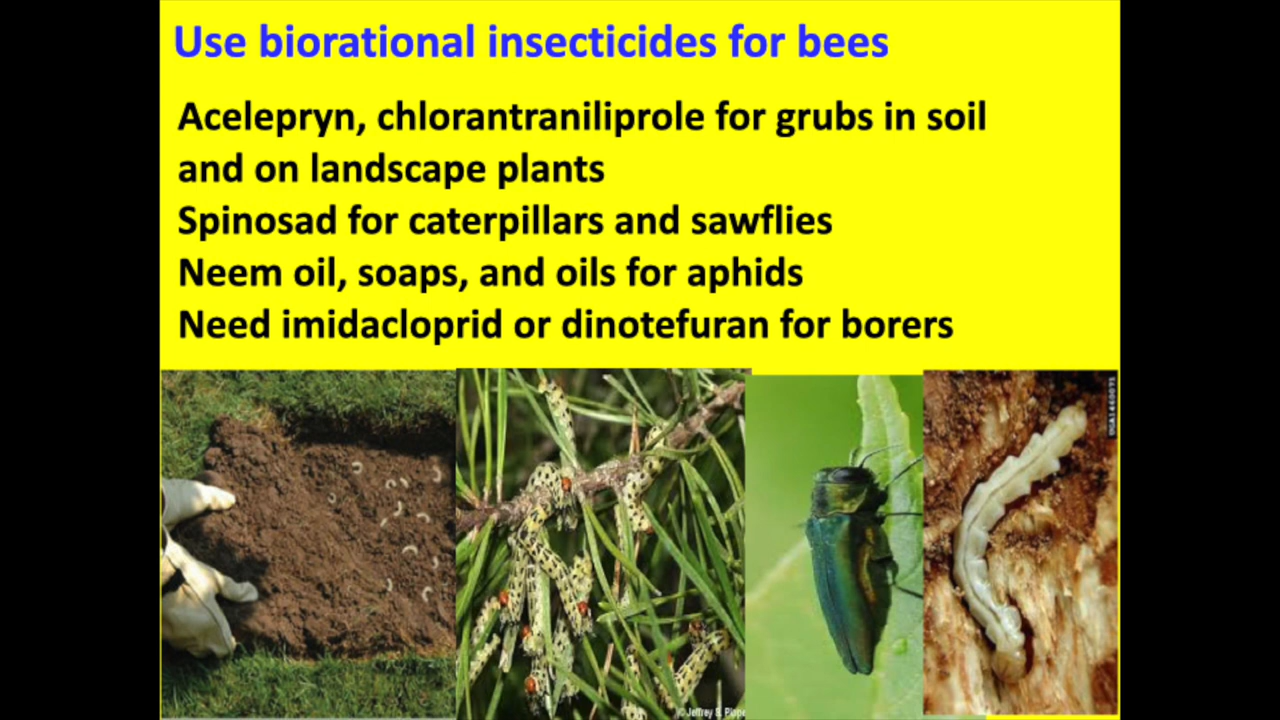 Use biorational insecticides for bees
Acelepryn, chlorantraniliprole for grubs in soil
and on landscape plants
Spinosad for caterpillars and sawflies
Neem oil, soaps, and oils for aphids
Need imidacloprid or dinotefuran for borers
© Jeffrey S.